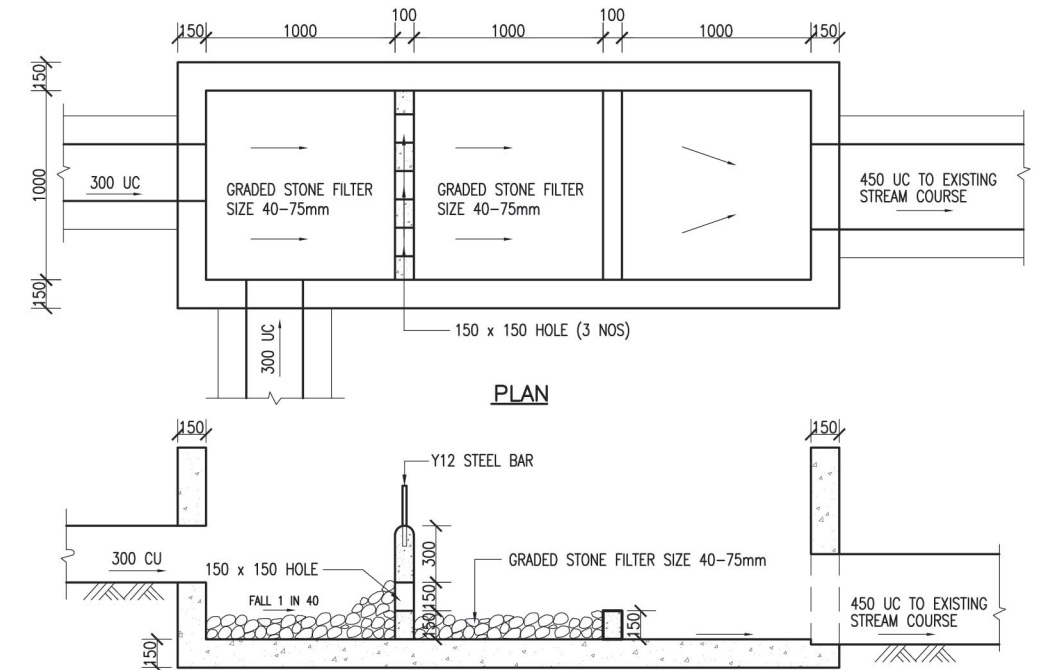 100
100
150
1000
1000
1000
150
150
1000
150
300 UC
GRADED STONE FILTER
SIZE 40-75mm
GRADED STONE FILTER
SIZE 40-75mm
450 UC TO EXISTING
STREAM COURSE
300 UC
150 x 150 HOLE (3 NOS)
PLAN
150
150
Y12 STEEL BAR
300 CU
150 x 150 HOLE
FALL 1 IN 40
300
150
150
GRADED STONE FILTER SIZE 40-75mm
150
450 UC TO EXISTING
STREAM COURSE
150